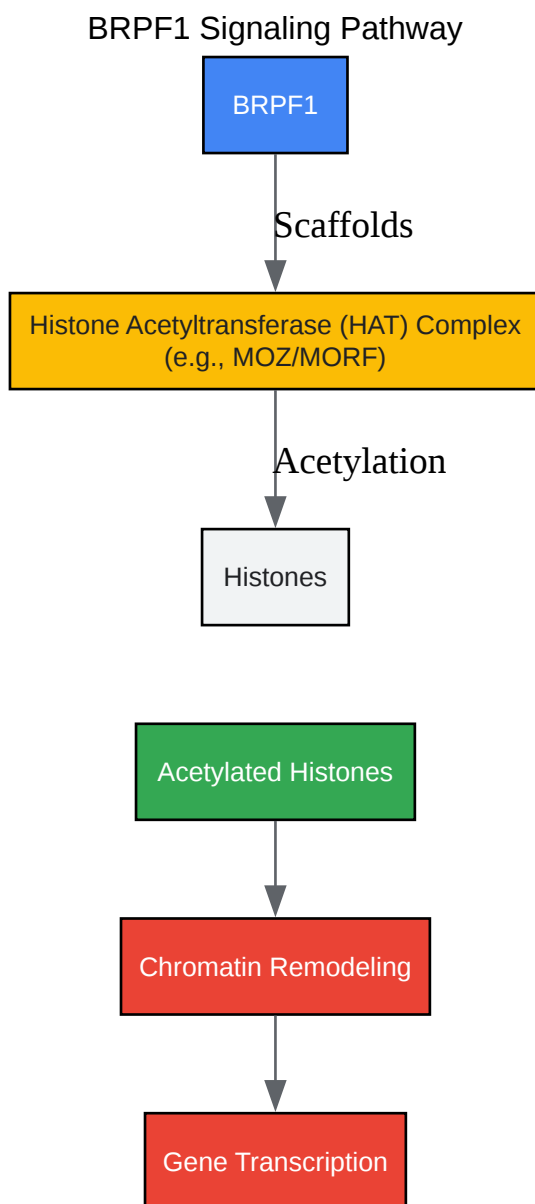 BRPF1 Signaling Pathway
BRPF1
Scaffolds
Histone Acetyltransferase (HAT) Complex
(e.g., MOZ/MORF)
Acetylation
Histones
Acetylated Histones
Chromatin Remodeling
Gene Transcription